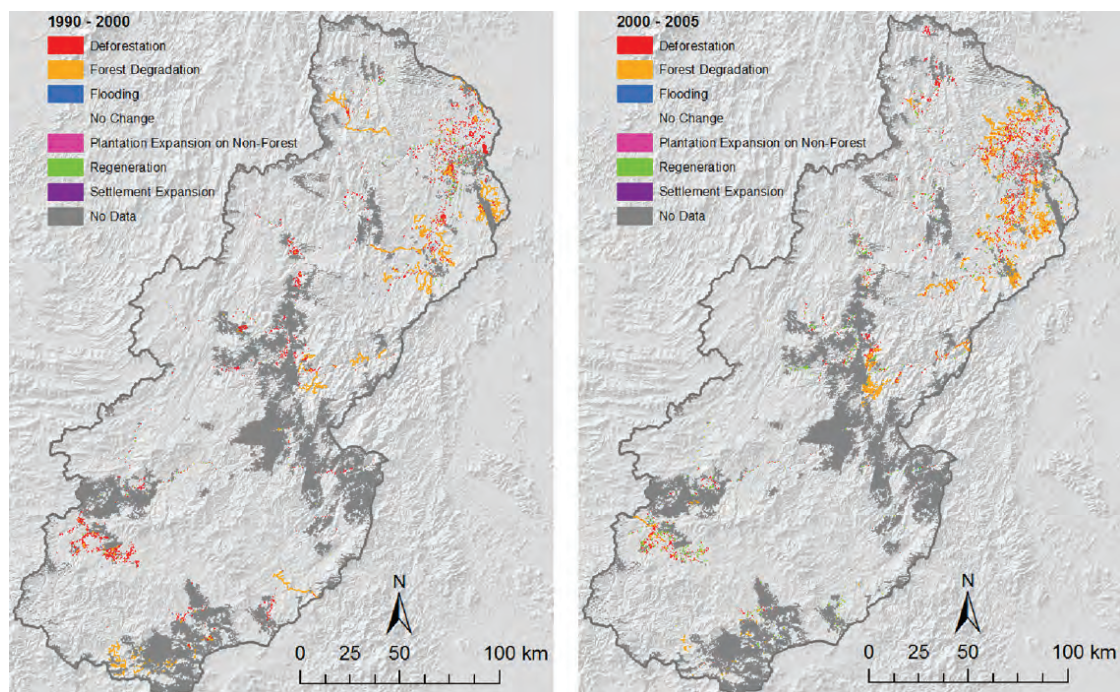 1990 - 2000
Deforestation
Forest Degradation
Flooding
No Change
Plantation Expansion on Non-Forest
Regeneration
Settlement Expansion
No Data
N
0 25 50 100 km
2000 - 2005
Deforestation
Forest Degradation
Flooding
No Change
Plantation Expansion on Non-Forest
Regeneration
Settlement Expansion
No Data
N
0 25 50 100 km